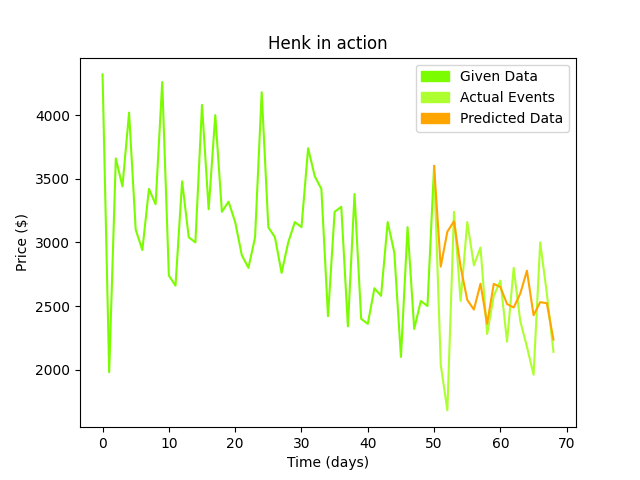 Henk in action
Given Data
Actual Events
Predicted Data
Price ($)
4000
3500
3000
2500
2000
0 10 20 30 40 50 60 70
Time (days)